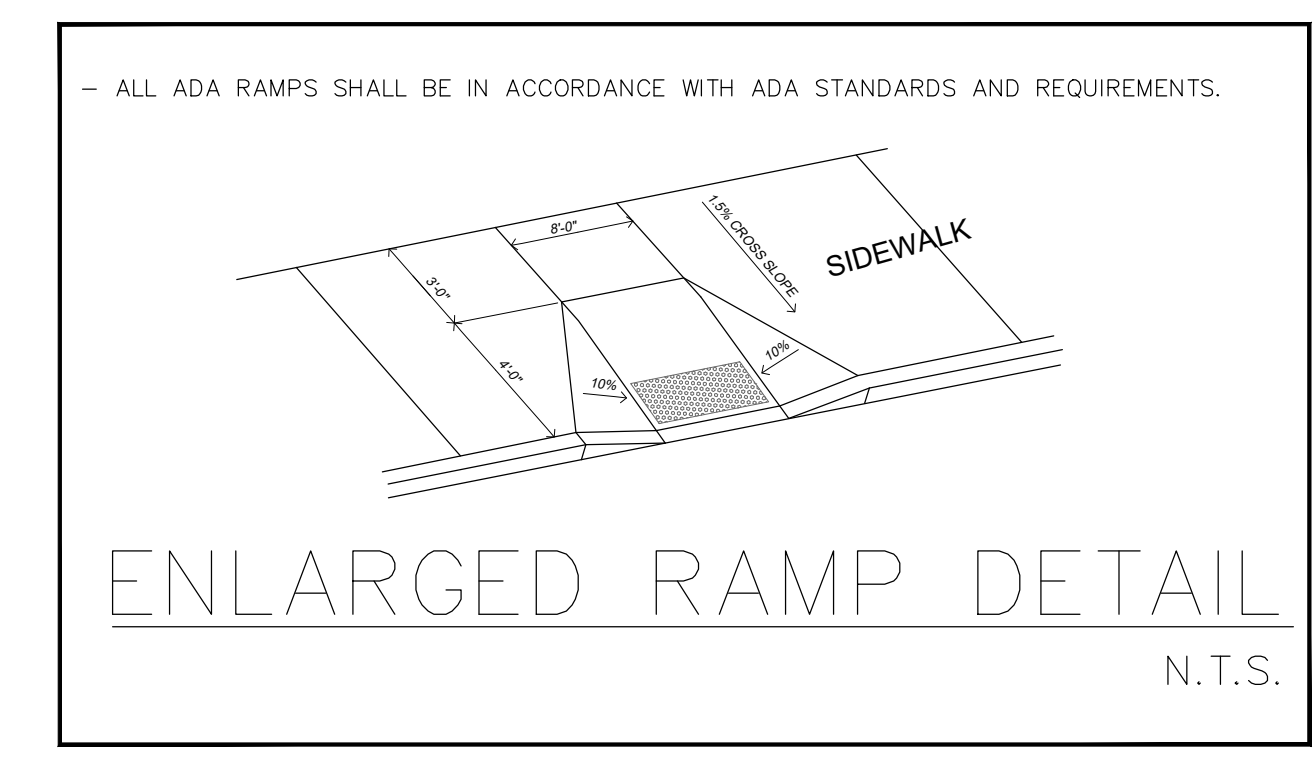 - ALL ADA RAMPS SHALL BE IN ACCORDANCE WITH ADA STANDARDS AND REQUIREMENTS.
8'-0"
1.5% CROSS SLOPE
SIDEWALK
3'-0"
4'-0"
10%
10%
ENLARGED RAMP DETAIL
N.T.S.